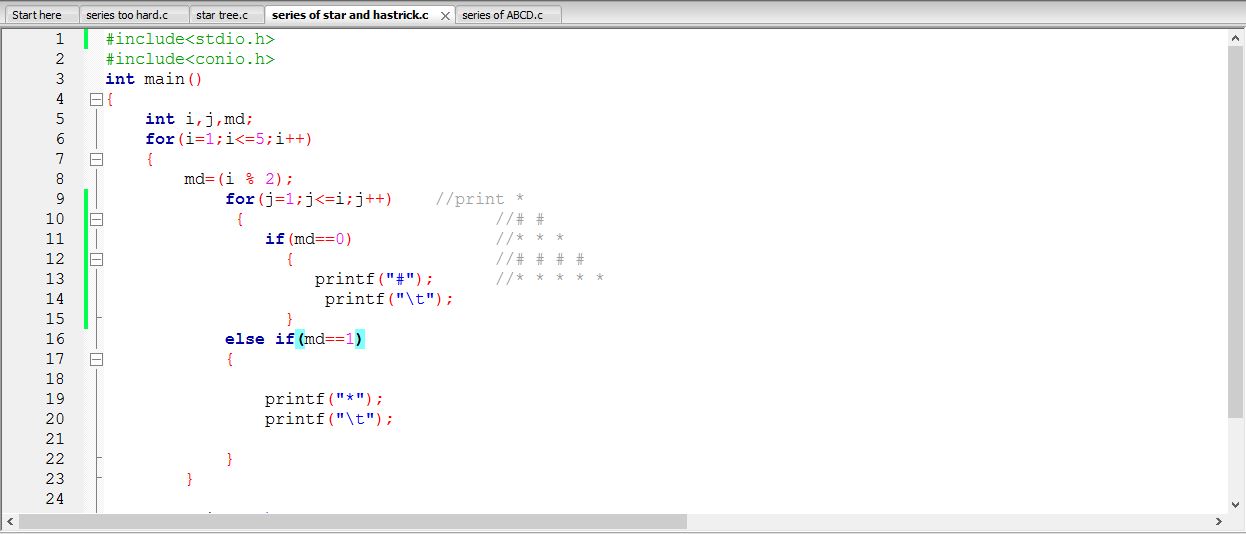 Start here series too hard.c star tree.c series of star and hastrick.c series of ABCD.c
1 #include<stdio.h>
2 #include<conio.h>
3 int main()
4 {
5 int i,j,md;
6 for(i=1;i<=5;i++)
7 {
8 md=(i % 2);
9 for(j=1;j<=i;j++) //print *
10 { //# #
11 if(md==0) //* * *
12 { //# # # #
13 printf("#"); //* * * * *
14 printf("\t");
15 }
16 else if(md==1)
17 {
18
19 printf("*");
20 printf("\t");
21
22 }
23 }
24